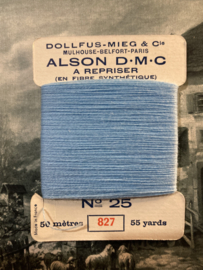 DOLLFUS-MIEG & Cie
MULHOUSE-BELFORT-PARIS
ALSON D·M·C
A REPRISER
(EN FIBRE SYNTHÉTIQUE)
No 25
50 mètres 827 55 yards